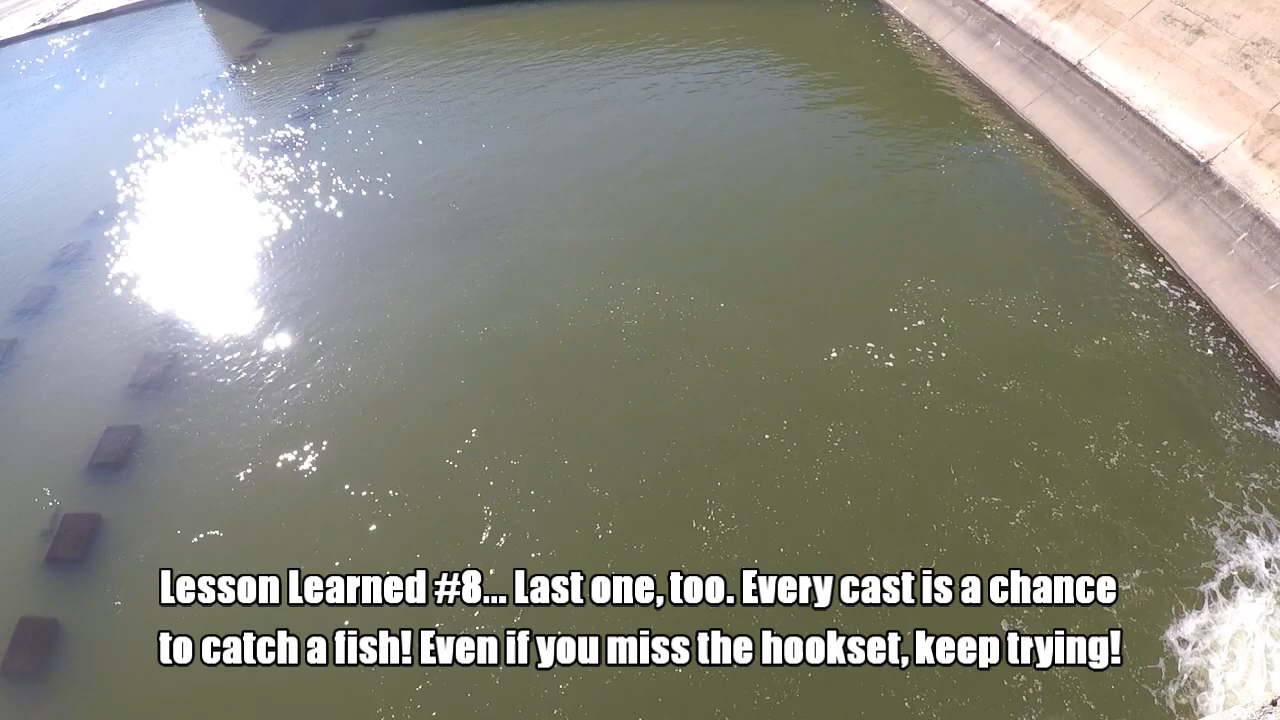 Lesson Learned #8... Last one, too. Every cast is a chance
to catch a fish! Even if you miss the hookset, keep trying!